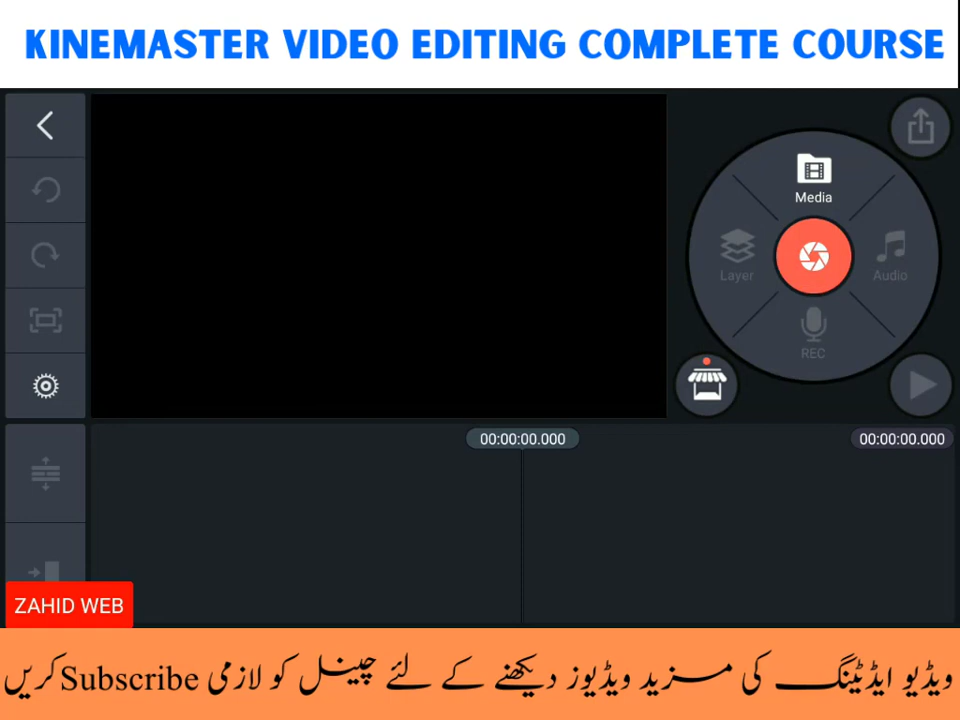 KINEMASTER VIDEO EDITING COMPLETE COURSE
Media
Layer
Audio
REC
00:00:00.000
00:00:00.000
ZAHID WEB
ویڈیو ایڈیٹنگ کی مزید ویڈیوز دیکھنے کے لئے چینل کو لازمی Subscribe کریں